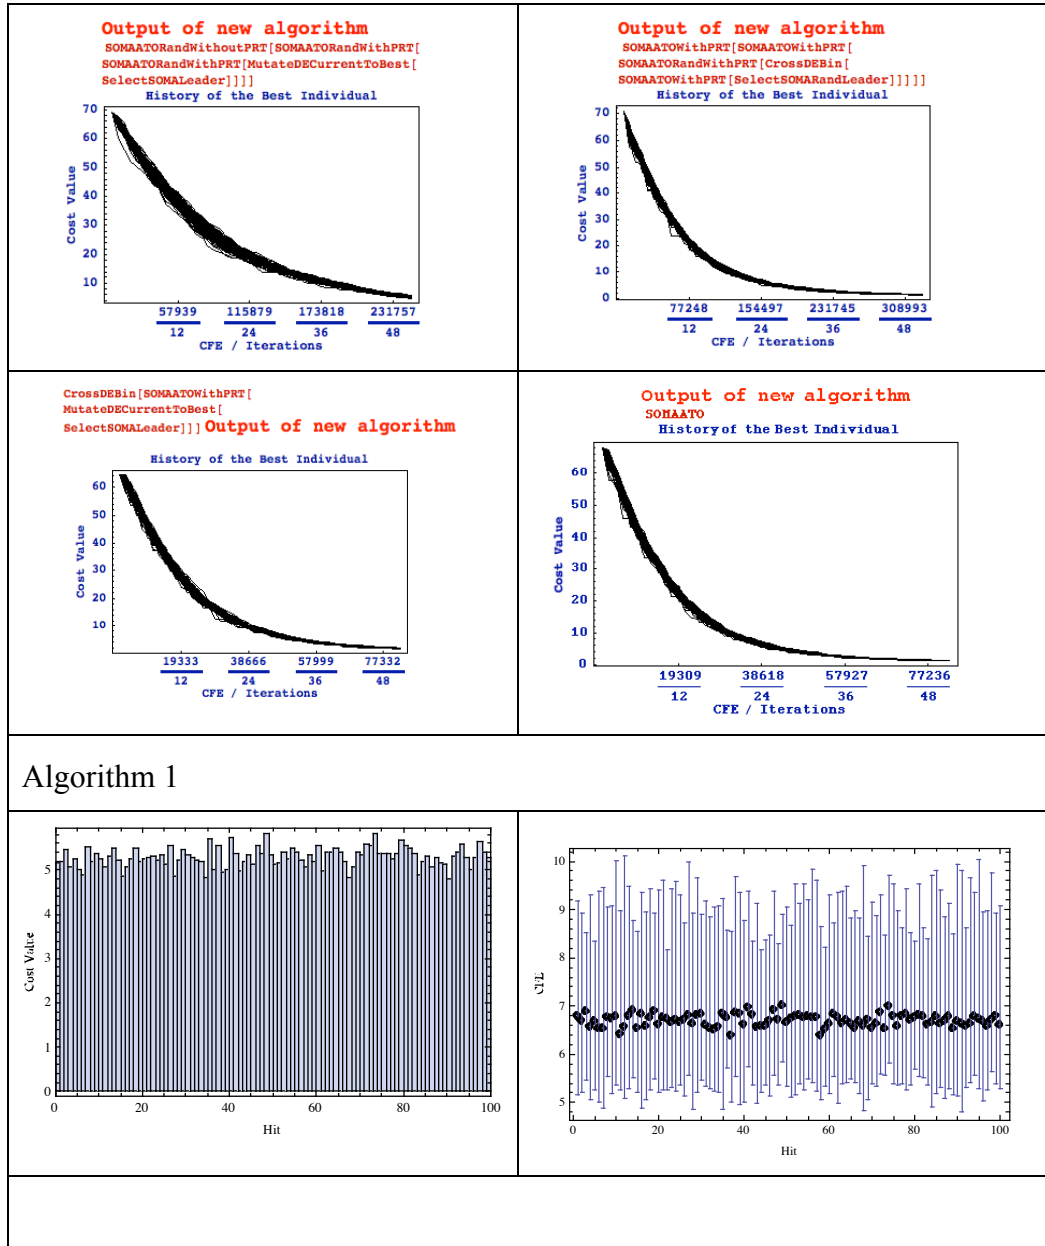 Output of new algorithm
SOMAATORandWithoutPRT[SOMAATORandWithPRT[
SOMAATORandWithPRT[MutateDECurrentToBest[
SelectSOMALeader]]]]
History of the Best Individual
70
60
50
40
30
20
10
Cost Value
57939 115879 173818 231757
12 24 36 48
CFE / Iterations
Output of new algorithm
SOMAATOWithPRT[SOMAATOWithPRT[
SOMAATORandWithPRT[CrossDEBin[
SOMAATOWithPRT[SelectSOMARandLeader]]]]]
History of the Best Individual
70
60
50
40
30
20
10
0
Cost Value
77248 154497 231745 308993
12 24 36 48
CFE / Iterations
CrossDEBin[SOMAATOWithPRT[
MutateDECurrentToBest[
SelectSOMALeader]]] Output of new algorithm
History of the Best Individual
60
50
40
30
20
10
Cost Value
19333 38666 57999 77332
12 24 36 48
CFE / Iterations
Output of new algorithm
SOMAATO
History of the Best Individual
60
50
40
30
20
10
0
Cost Value
19309 38618 57927 77236
12 24 36 48
CFE / Iterations
Algorithm 1
5
4
3
2
1
0
Cost Value
0 20 40 60 80 100
Hit
10
9
8
7
6
5
CFE
0 20 40 60 80 100
Hit